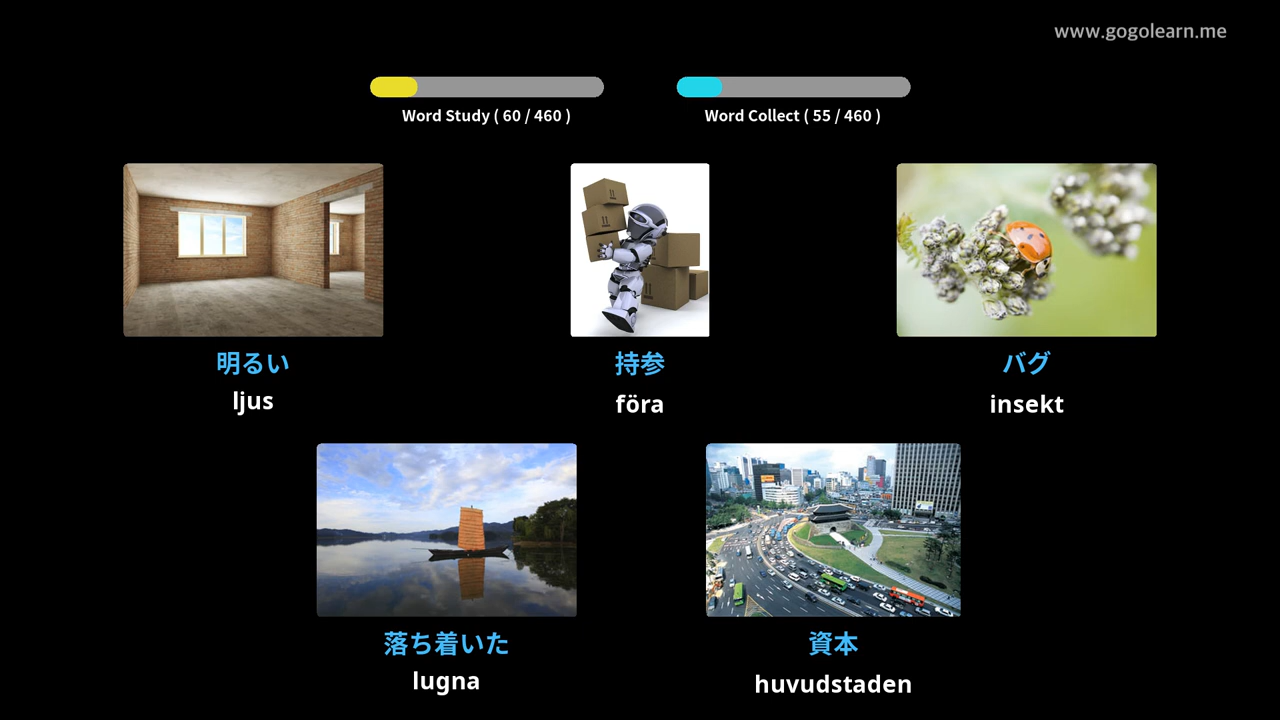 www.gogolearn.me
Word Study ( 60 / 460 )
Word Collect ( 55 / 460 )
明るい
ljus
持参
föra
バグ
insekt
落ち着いた
lugna
資本
huvudstaden